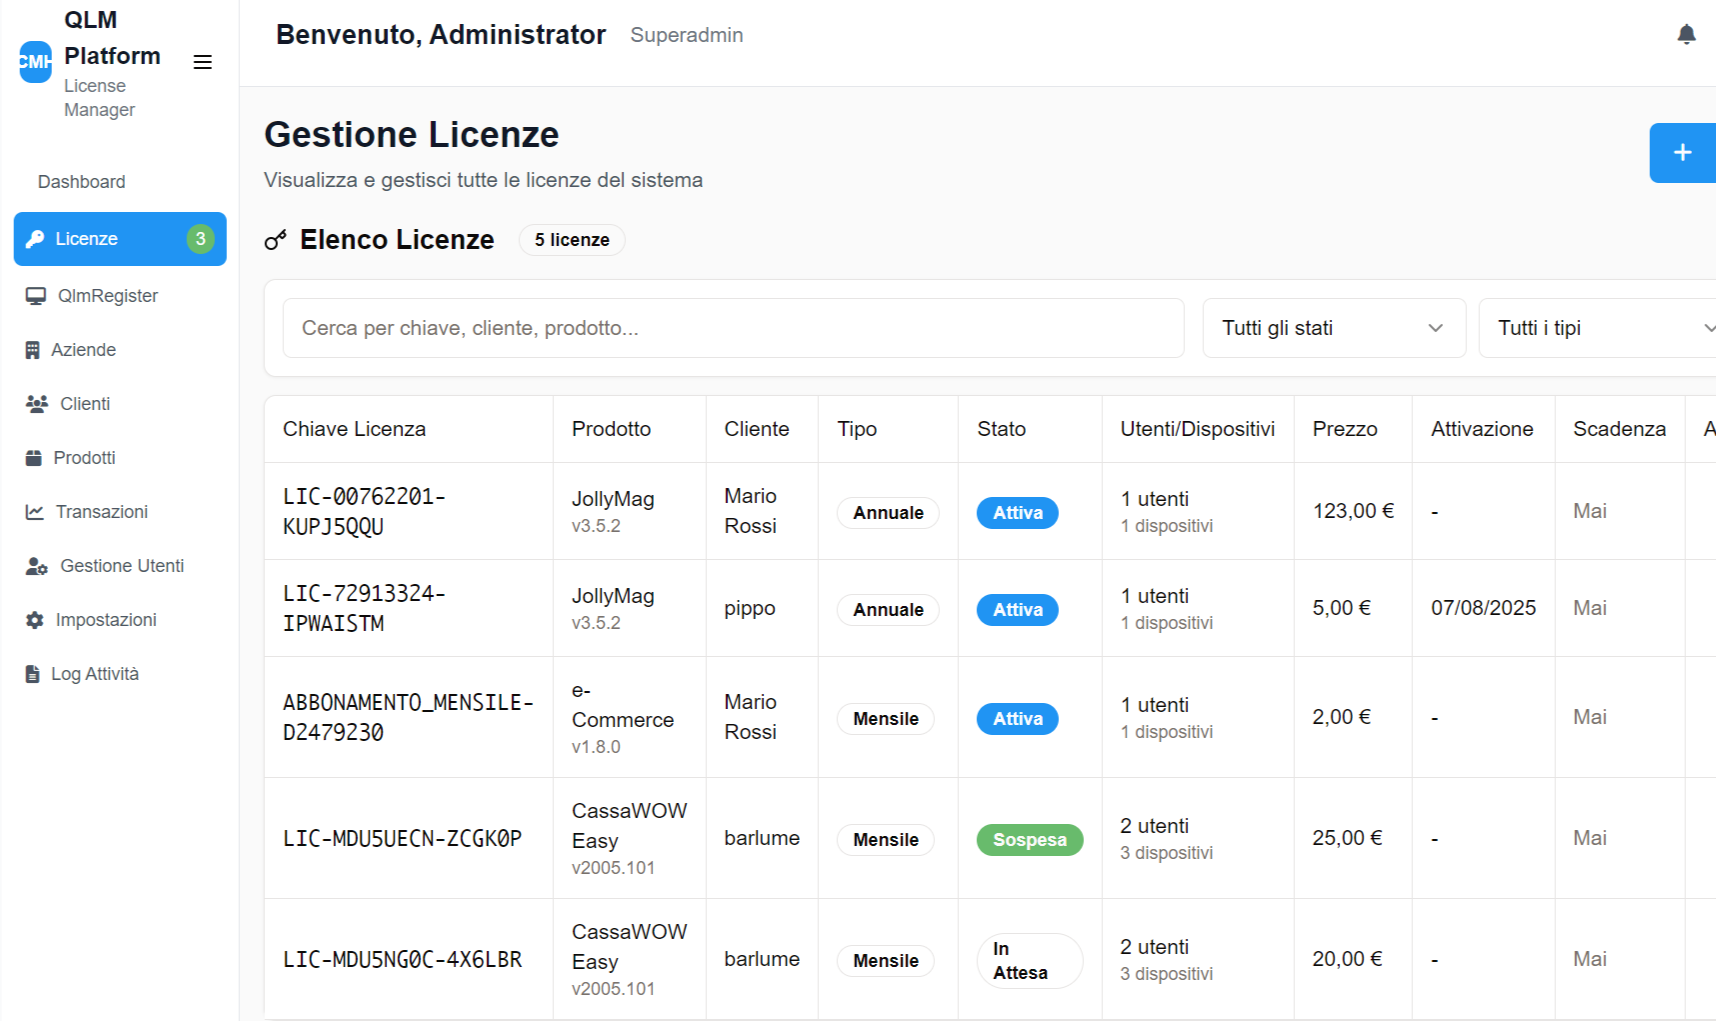 QLM
Platform
CMH
License
Manager
Dashboard
Licenze 3
QlmRegister
Aziende
Clienti
Prodotti
Transazioni
Gestione Utenti
Impostazioni
Log Attività
Benvenuto, Administrator Superadmin
Gestione Licenze
Visualizza e gestisci tutte le licenze del sistema
+
Elenco Licenze 5 licenze
Cerca per chiave, cliente, prodotto... Tutti gli stati Tutti i tipi
Chiave Licenza Prodotto Cliente Tipo Stato Utenti/Dispositivi Prezzo Attivazione Scadenza A
LIC-00762201-
KUPJ5QQU
JollyMag
v3.5.2
Mario
Rossi
Annuale
Attiva
1 utenti
1 dispositivi
123,00 €
-
Mai
LIC-72913324-
IPWAISTM
JollyMag
v3.5.2
pippo
Annuale
Attiva
1 utenti
1 dispositivi
5,00 €
07/08/2025
Mai
ABBONAMENTO_MENSILE-
D2479230
e-
Commerce
v1.8.0
Mario
Rossi
Mensile
Attiva
1 utenti
1 dispositivi
2,00 €
-
Mai
LIC-MDU5UECN-ZCGK0P
CassaWOW
Easy
v2005.101
barlume
Mensile
Sospesa
2 utenti
3 dispositivi
25,00 €
-
Mai
LIC-MDU5NG0C-4X6LBR
CassaWOW
Easy
v2005.101
barlume
Mensile
In
Attesa
2 utenti
3 dispositivi
20,00 €
-
Mai